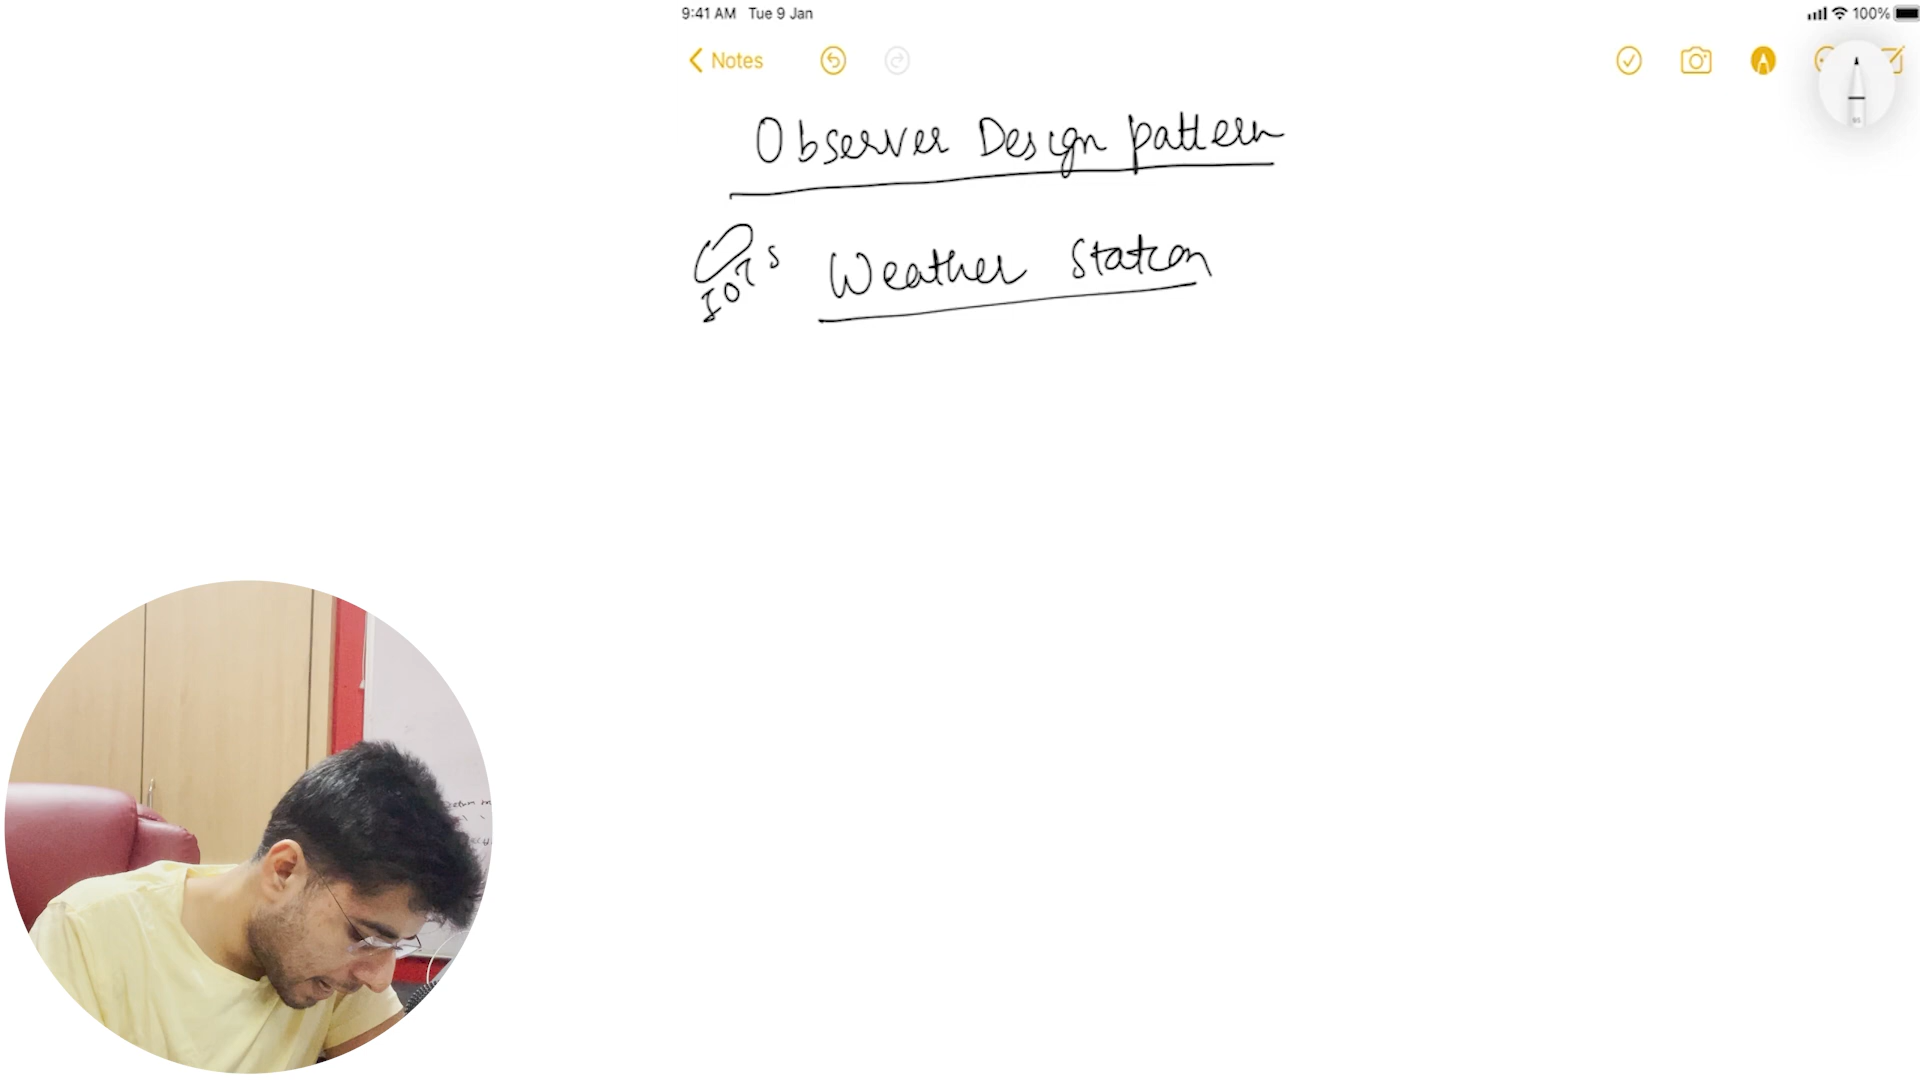 9:41 AM Tue 9 Jan 100%
Notes
Observer Design pattern
Weather Station
IOT s